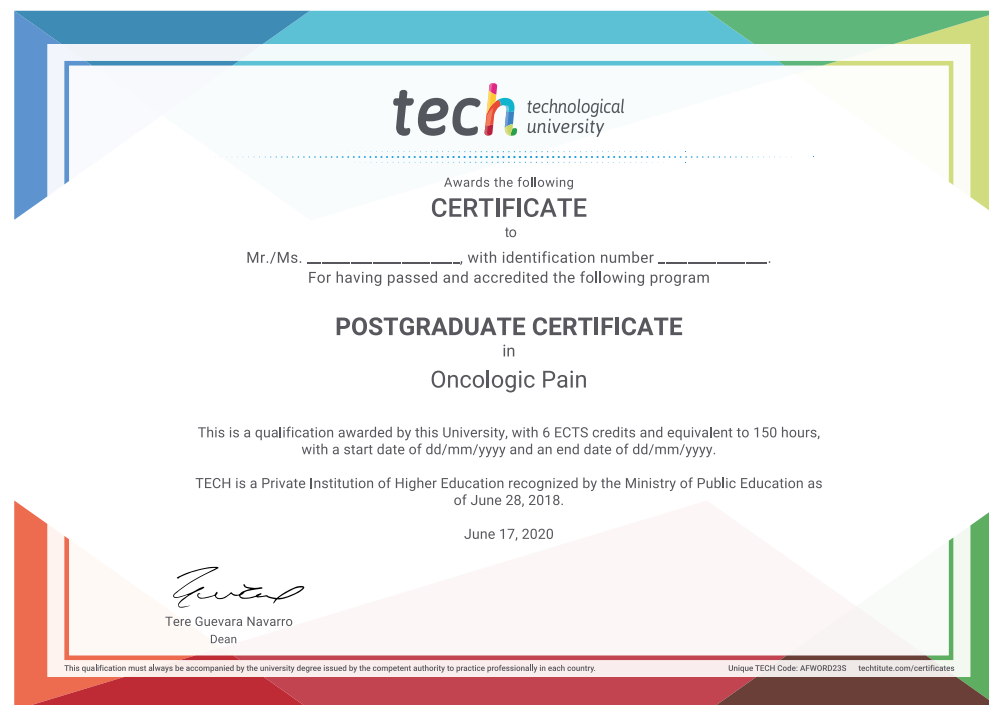 tech technological
university
Awards the following
CERTIFICATE
to
Mr./Ms. ____________________, with identification number ______________.
For having passed and accredited the following program
POSTGRADUATE CERTIFICATE
in
Oncologic Pain
This is a qualification awarded by this University, with 6 ECTS credits and equivalent to 150 hours,
with a start date of dd/mm/yyyy and an end date of dd/mm/yyyy.
TECH is a Private Institution of Higher Education recognized by the Ministry of Public Education as
of June 28, 2018.
June 17, 2020
Tere Guevara Navarro
Dean
This qualification must always be accompanied by the university degree issued by the competent authority to practice professionally in each country.
Unique TECH Code: AFWORD23S techtitute.com/certificates